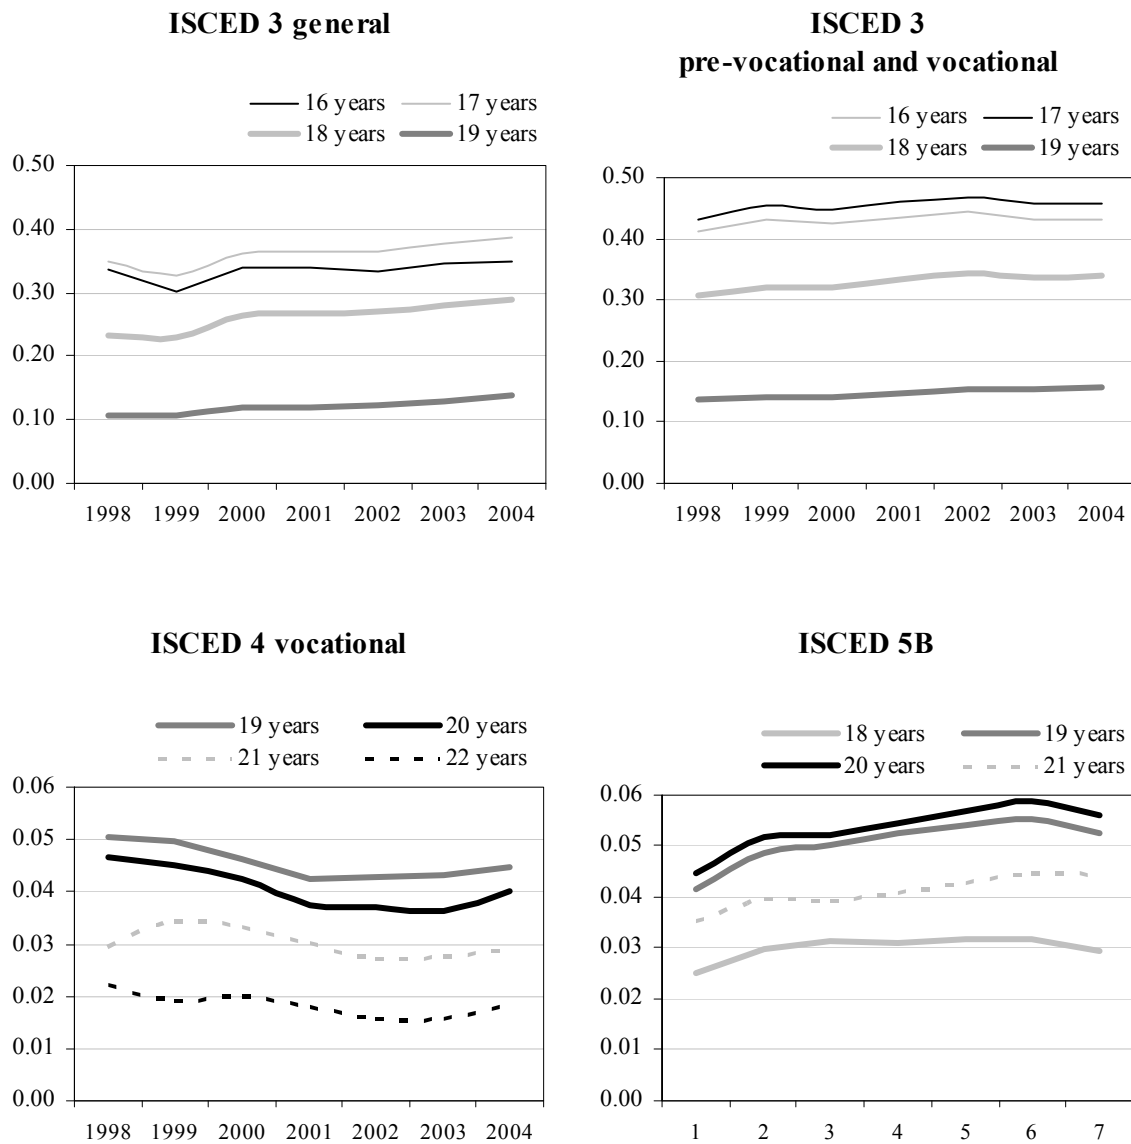 ISCED 3 general
16 years 17 years
18 years 19 years
0.50
0.40
0.30
0.20
0.10
0.00
1998 1999 2000 2001 2002 2003 2004
ISCED 3
pre-vocational and vocational
16 years 17 years
18 years 19 years
0.50
0.40
0.30
0.20
0.10
0.00
1998 1999 2000 2001 2002 2003 2004
ISCED 4 vocational
19 years 20 years
21 years 22 years
0.06
0.05
0.04
0.03
0.02
0.01
0.00
1998 1999 2000 2001 2002 2003 2004
ISCED 5B
18 years 19 years
20 years 21 years
0.06
0.05
0.04
0.03
0.02
0.01
0.00
1 2 3 4 5 6 7